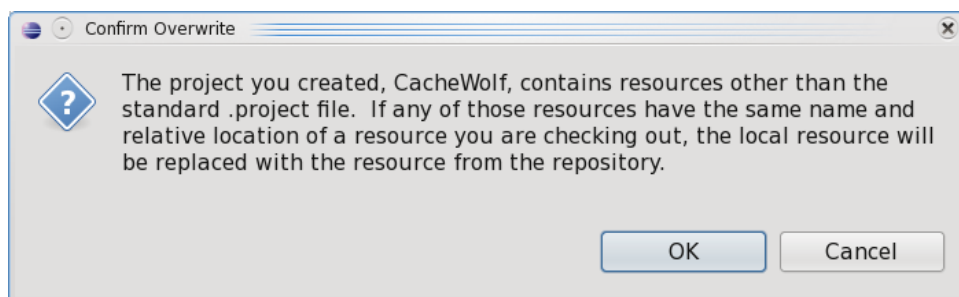 Confirm Overwrite
The project you created, CacheWolf, contains resources other than the
standard .project file.  If any of those resources have the same name and
relative location of a resource you are checking out, the local resource will
be replaced with the resource from the repository.
OK
Cancel